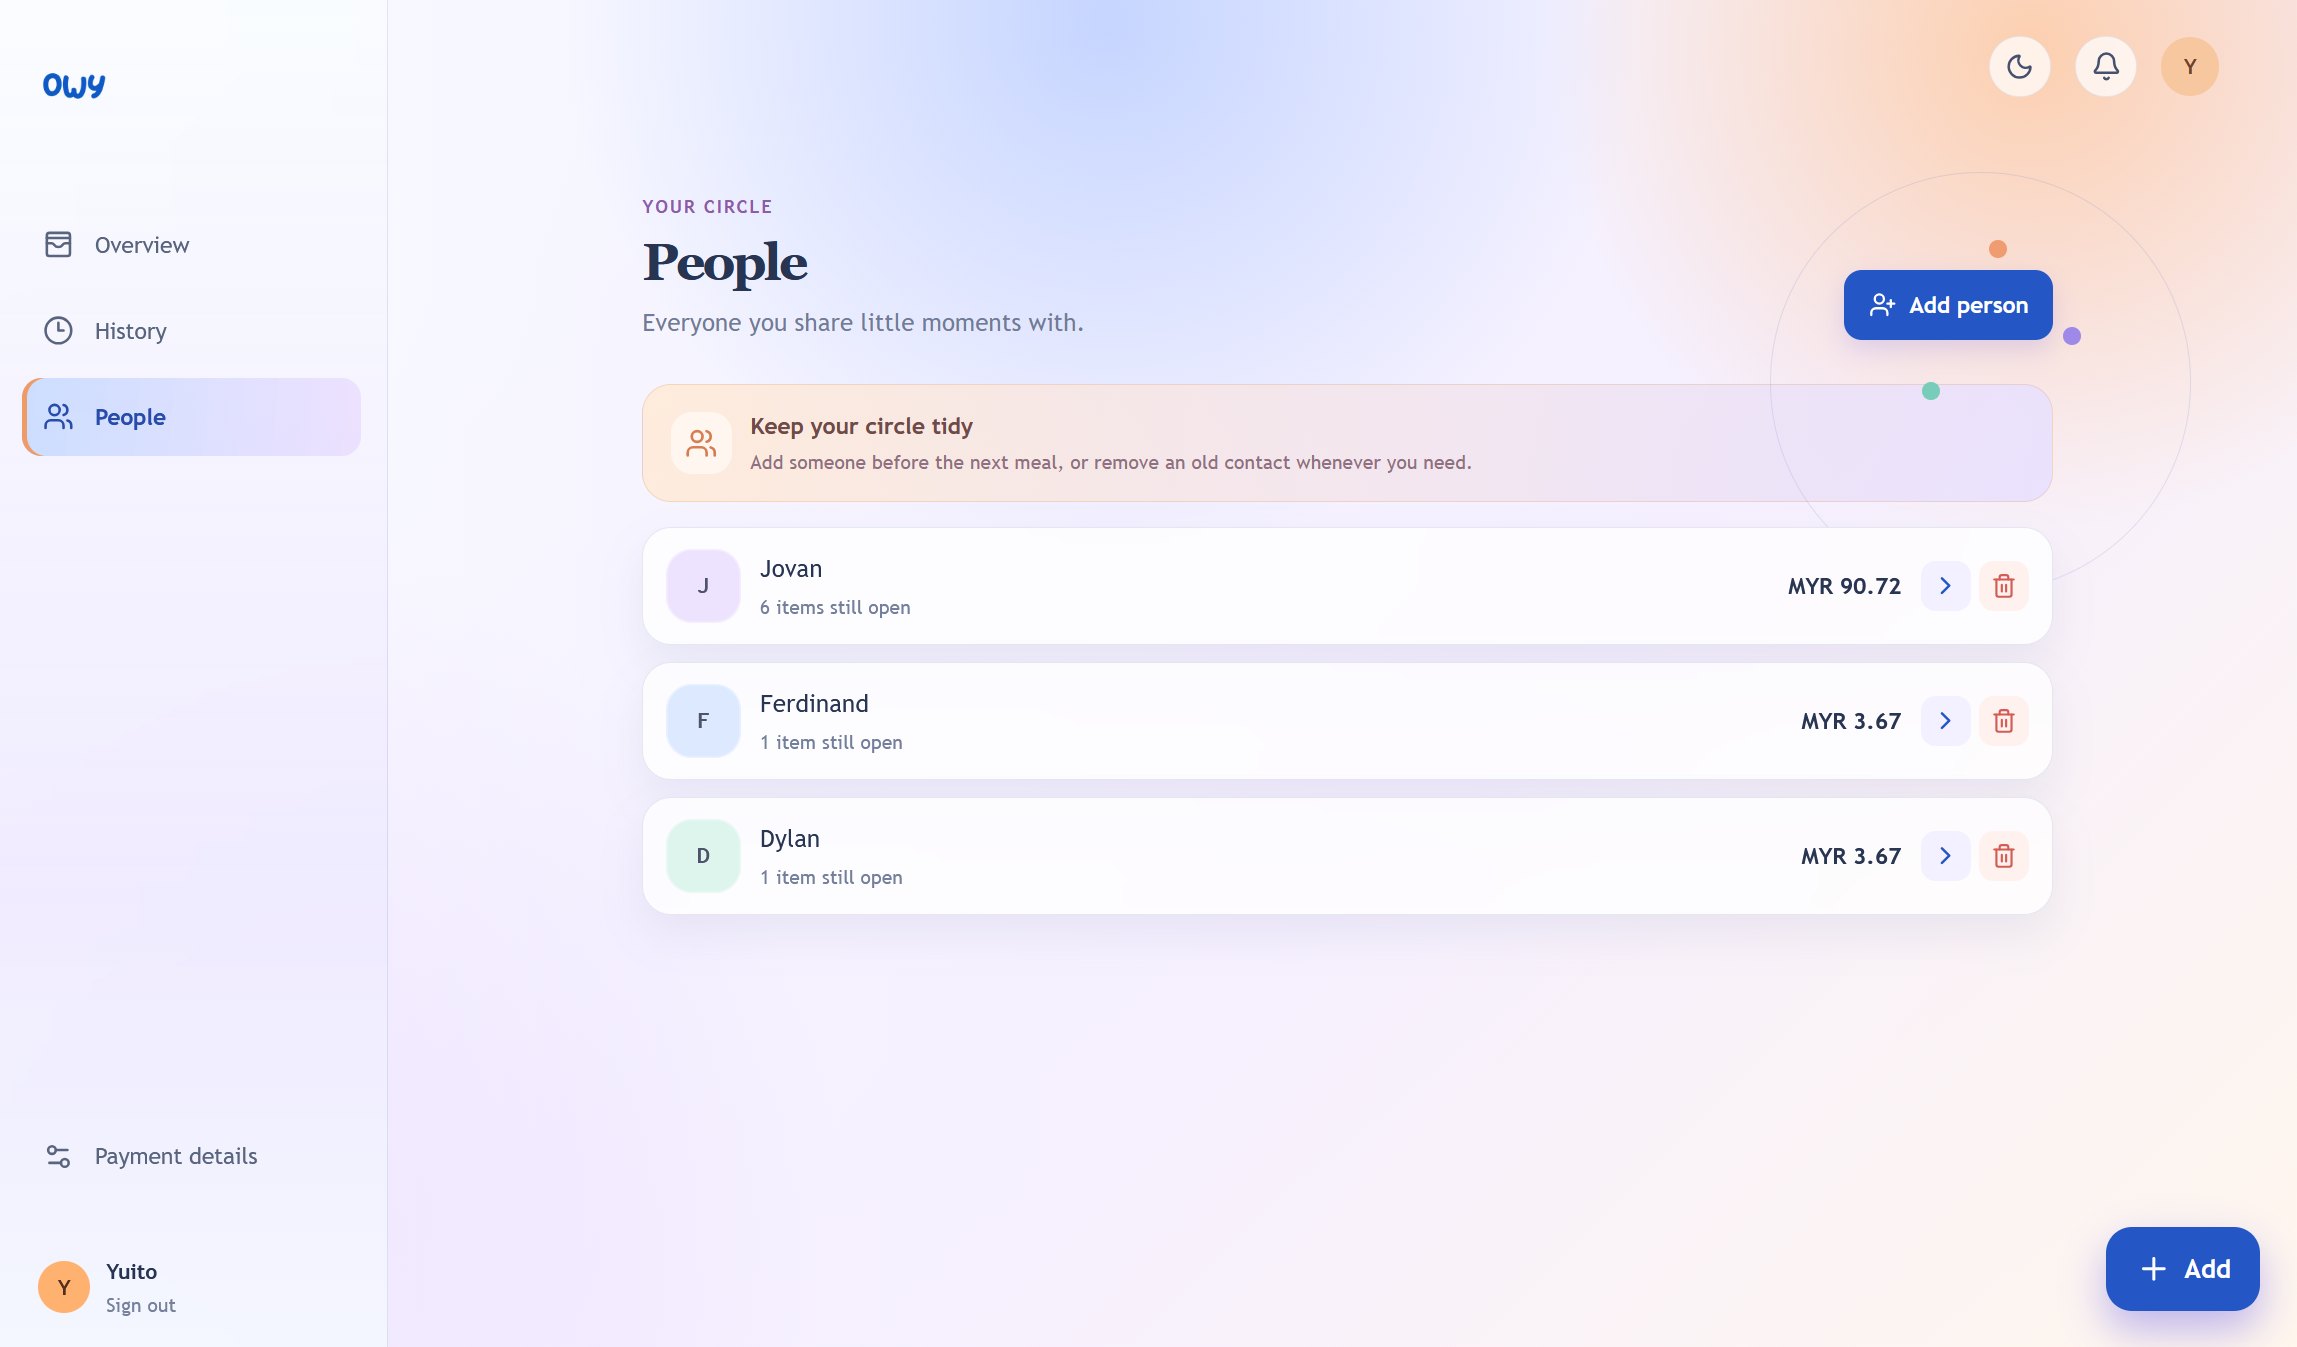 owy
Overview
History
People
Payment details
Y
Yuito
Sign out
Y
YOUR CIRCLE
People
Everyone you share little moments with.
Add person
Keep your circle tidy
Add someone before the next meal, or remove an old contact whenever you need.
J
Jovan
6 items still open
MYR 90.72
F
Ferdinand
1 item still open
MYR 3.67
D
Dylan
1 item still open
MYR 3.67
Add